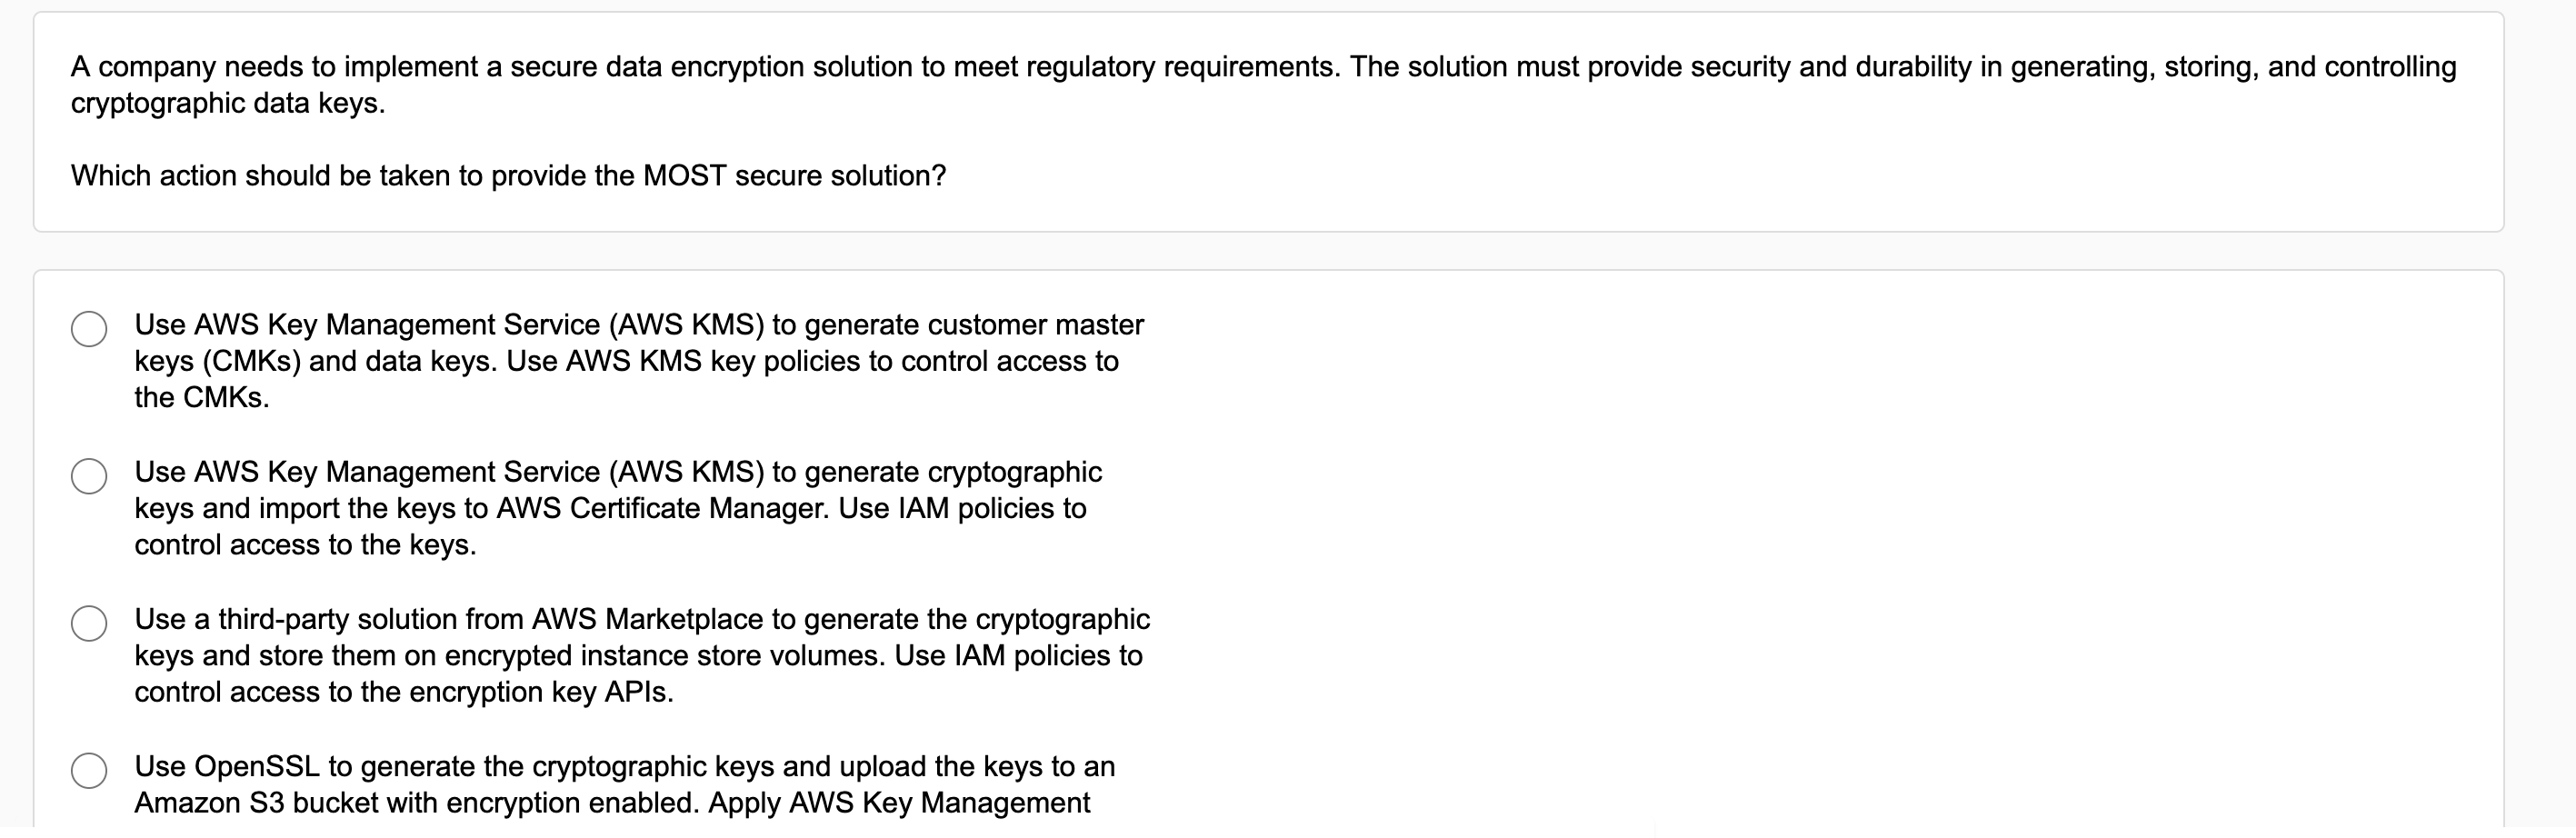 A company needs to implement a secure data encryption solution to meet regulatory requirements. The solution must provide security and durability in generating, storing, and controlling
cryptographic data keys.
Which action should be taken to provide the MOST secure solution?
Use AWS Key Management Service (AWS KMS) to generate customer master
keys (CMKs) and data keys. Use AWS KMS key policies to control access to
the CMKs.
Use AWS Key Management Service (AWS KMS) to generate cryptographic
keys and import the keys to AWS Certificate Manager. Use IAM policies to
control access to the keys.
Use a third-party solution from AWS Marketplace to generate the cryptographic
keys and store them on encrypted instance store volumes. Use IAM policies to
control access to the encryption key APIs.
Use OpenSSL to generate the cryptographic keys and upload the keys to an
Amazon S3 bucket with encryption enabled. Apply AWS Key Management